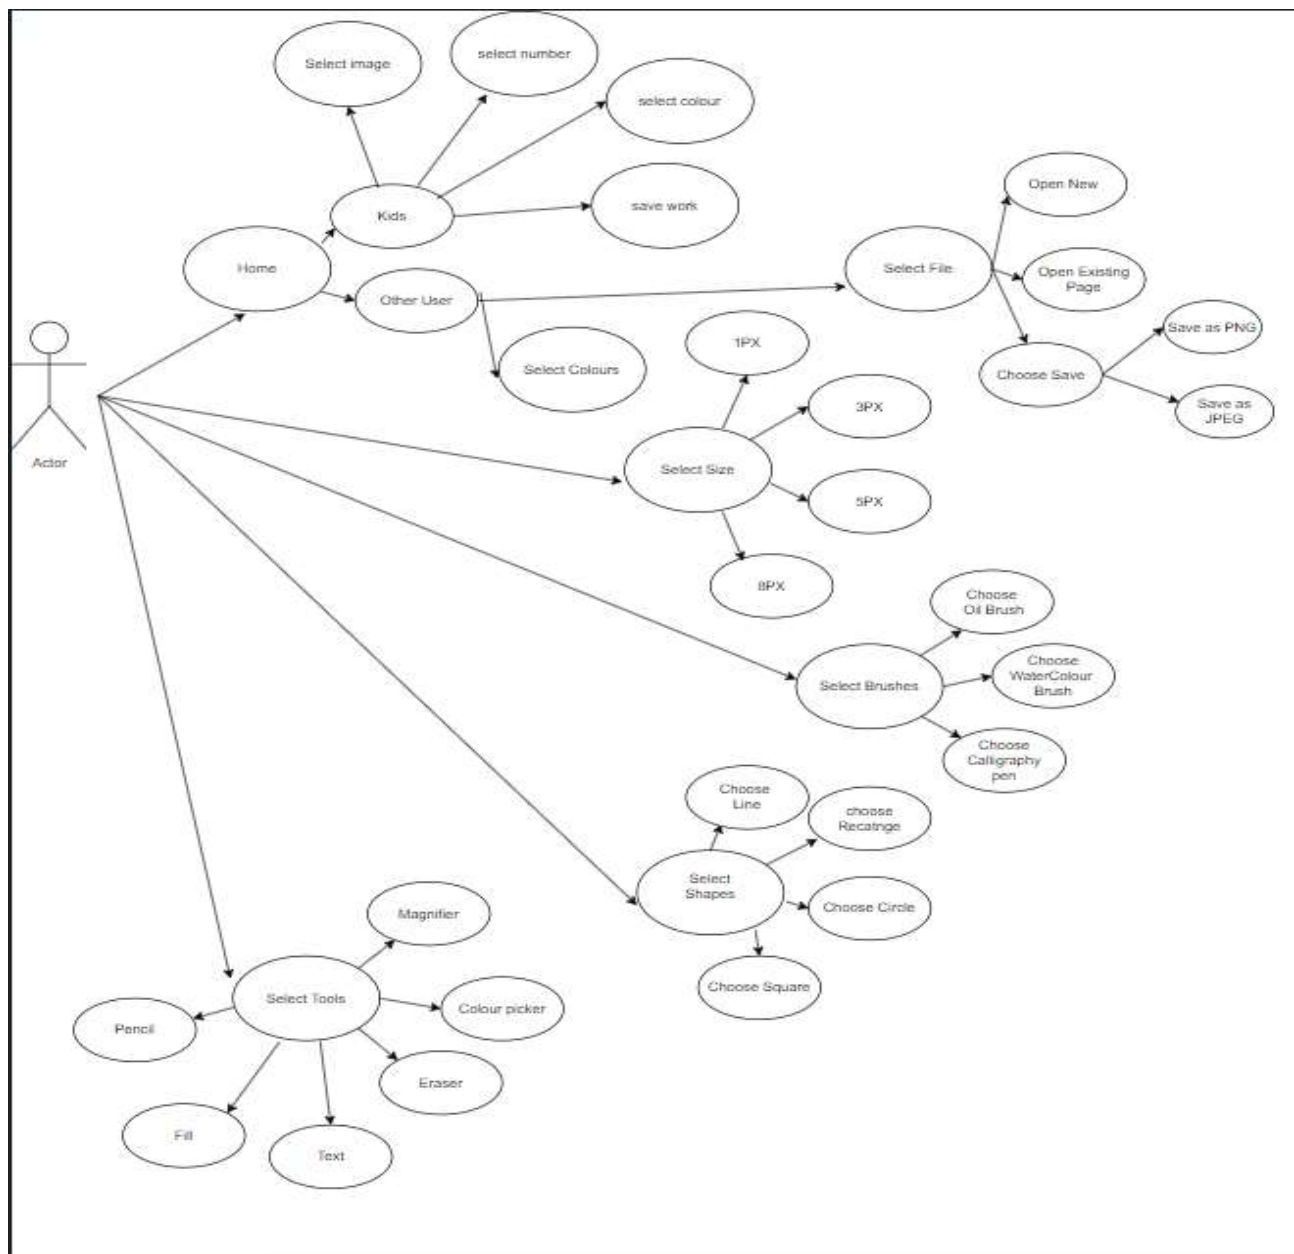 Select image
select number
select colour
save work
Kids
Home
Other User
Select Colours
Select File
Open New
Open Existing
Page
Choose Save
Save as PNG
Save as
JPEG
Actor
1PX
3PX
Select Size
5PX
8PX
Choose
Oil Brush
Select Brushes
Choose
WaterColour
Brush
Choose
Calligraphy
pen
Choose
Line
choose
Recatnge
Select
Shapes
Choose Circle
Choose Square
Magnifier
Select Tools
Colour picker
Pencil
Eraser
Fill
Text